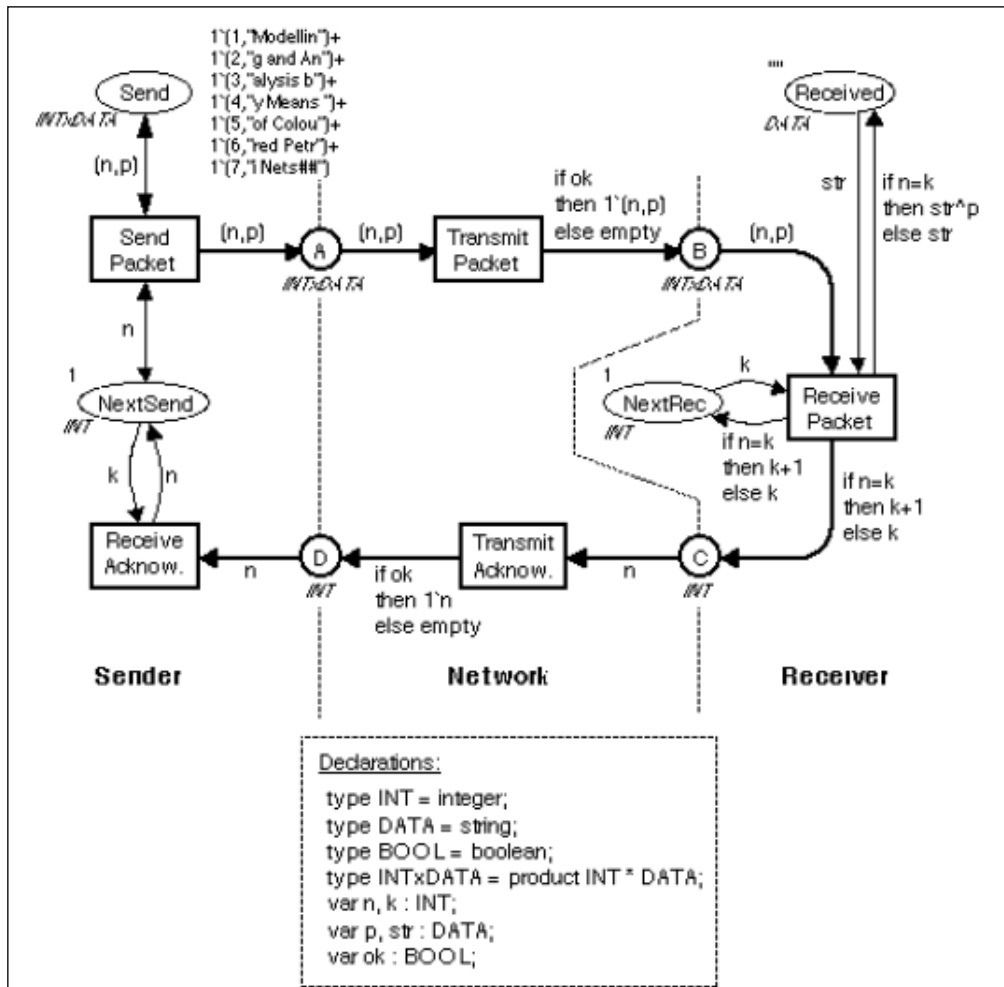 1`(1,"Modellin")+
1`(2,"g and An")+
1`(3,"alysis b")+
1`(4,"y Means ")+
1`(5,"of Colou")+
1`(6,"red Petr")+
1`(7,"i Nets##")
Send
INTxDATA
""
Received
DATA
(n,p)
str
if n=k
then str^p
else str
Send
Packet
(n,p)
A
INTxDATA
(n,p)
Transmit
Packet
if ok
then 1`(n,p)
else empty
B
INTxDATA
(n,p)
n
1
NextSend
INT
1
NextRec
INT
k
if n=k
then k+1
else k
Receive
Packet
k
n
if n=k
then k+1
else k
Receive
Acknow.
n
D
INT
if ok
then 1`n
else empty
Transmit
Acknow.
n
C
INT
Sender
Network
Receiver
Declarations:
type INT = integer;
type DATA = string;
type BOOL = boolean;
type INTxDATA = product INT * DATA;
var n, k : INT;
var p, str : DATA;
var ok : BOOL;